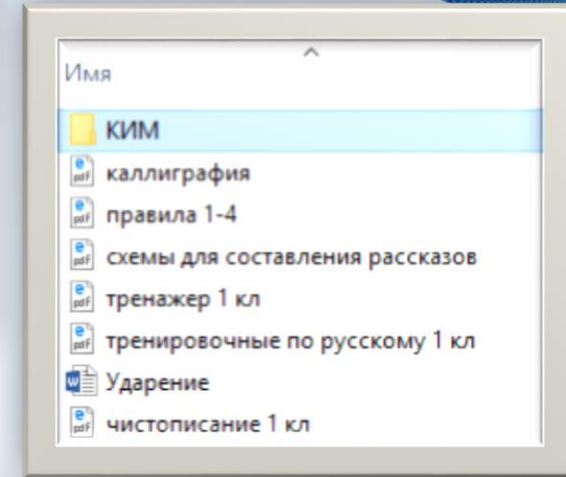 Имя
КИМ
каллиграфия
правила 1-4
схемы для составления рассказов
тренажер 1 кл
тренировочные по русскому 1 кл
Ударение
чистописание 1 кл